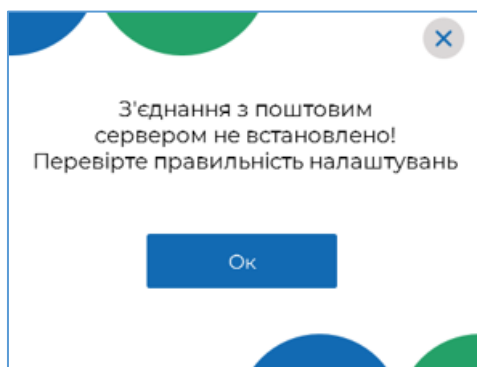 З'єднання з поштовим
сервером не встановлено!
Перевірте правильність налаштувань
Ок